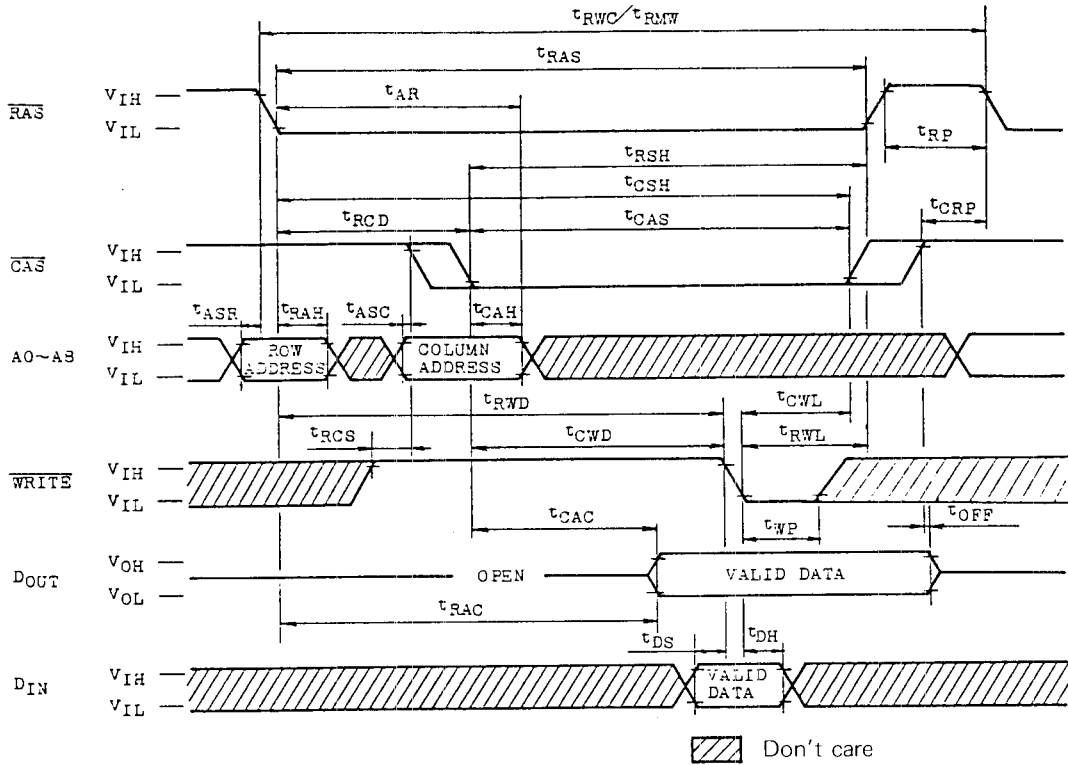 tRWC/tRMW
tRAS
tAR
RAS
VIH
VIL
tRP
tRSH
tCSH
tCRP
tRCD
tCAS
CAS
VIH
VIL
tASR
tRAH
tASC
tCAH
A0~A8
VIH
VIL
ROW
ADDRESS
COLUMN
ADDRESS
tRWD
tCWL
tRCS
tCWD
tRWL
WRITE
VIH
VIL
tCAC
tWP
tOFF
DOUT
VOH
VOL
OPEN
VALID DATA
tRAC
tDS
tDH
DIN
VIH
VIL
VALID
DATA
Don't care